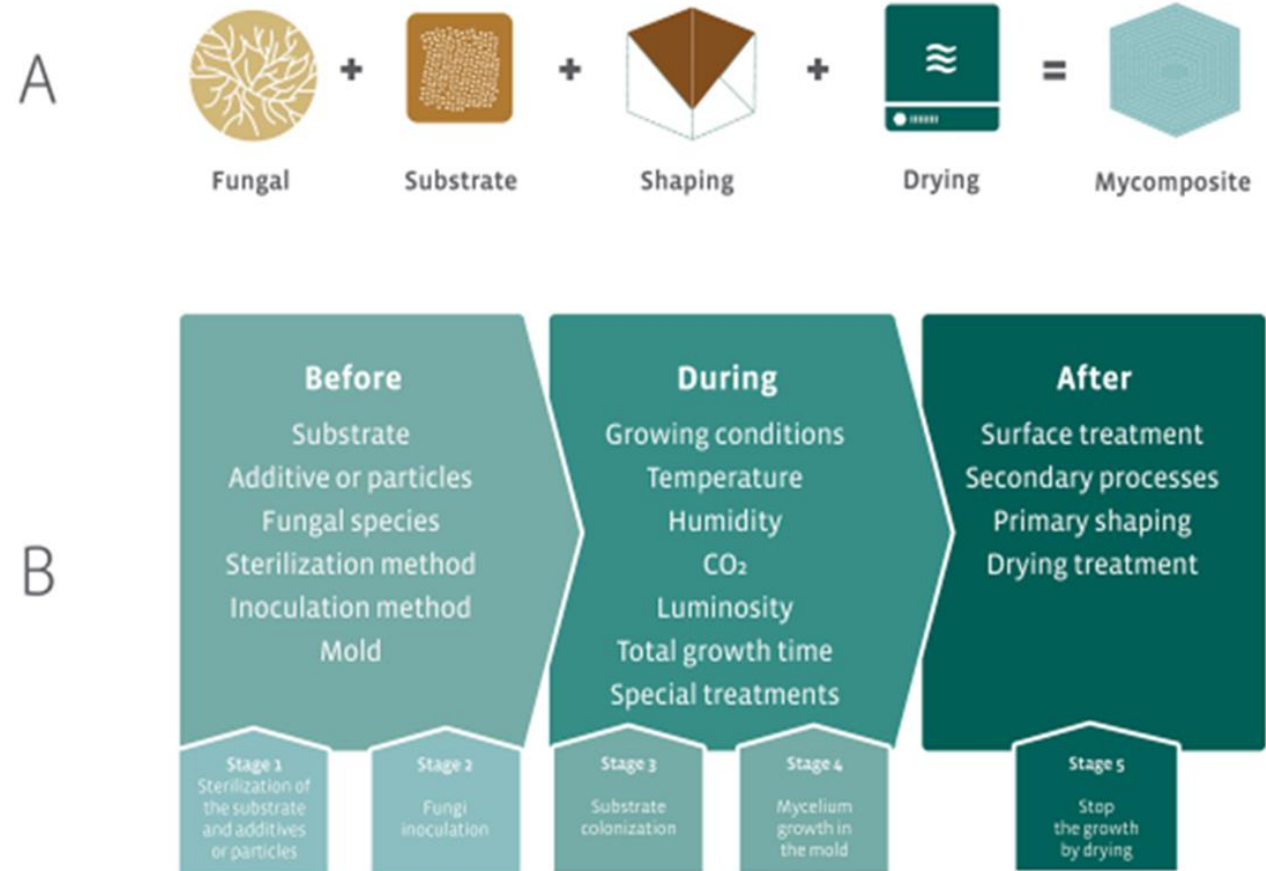 A
Fungal + Substrate + Shaping + Drying = Mycomposite
B
Before
Substrate
Additive or particles
Fungal species
Sterilization method
Inoculation method
Mold
During
Growing conditions
Temperature
Humidity
CO₂
Luminosity
Total growth time
Special treatments
After
Surface treatment
Secondary processes
Primary shaping
Drying treatment
Stage 1
Sterilization of
the substrate
and additives
or particles
Stage 2
Fungi
inoculation
Stage 3
Substrate
colonization
Stage 4
Mycelium
growth in
the mold
Stage 5
Stop
the growth
by drying